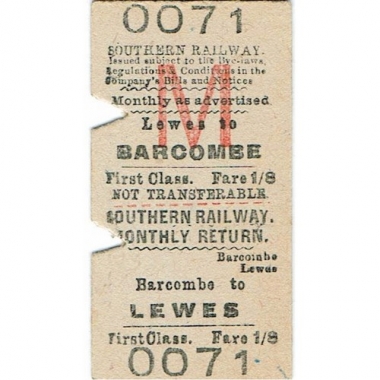 0071
SOUTHERN RAILWAY.
Issued subject to the Bye-laws,
Regulations & Conditions in the
Company's Bills and Notices
Monthly as advertised
M
Lewes to
BARCOMBE
First Class. Fare 1/8
NOT TRANSFERABLE
SOUTHERN RAILWAY.
MONTHLY RETURN.
Barcombe
Lewes
Barcombe to
LEWES
First Class. Fare 1/8
0071